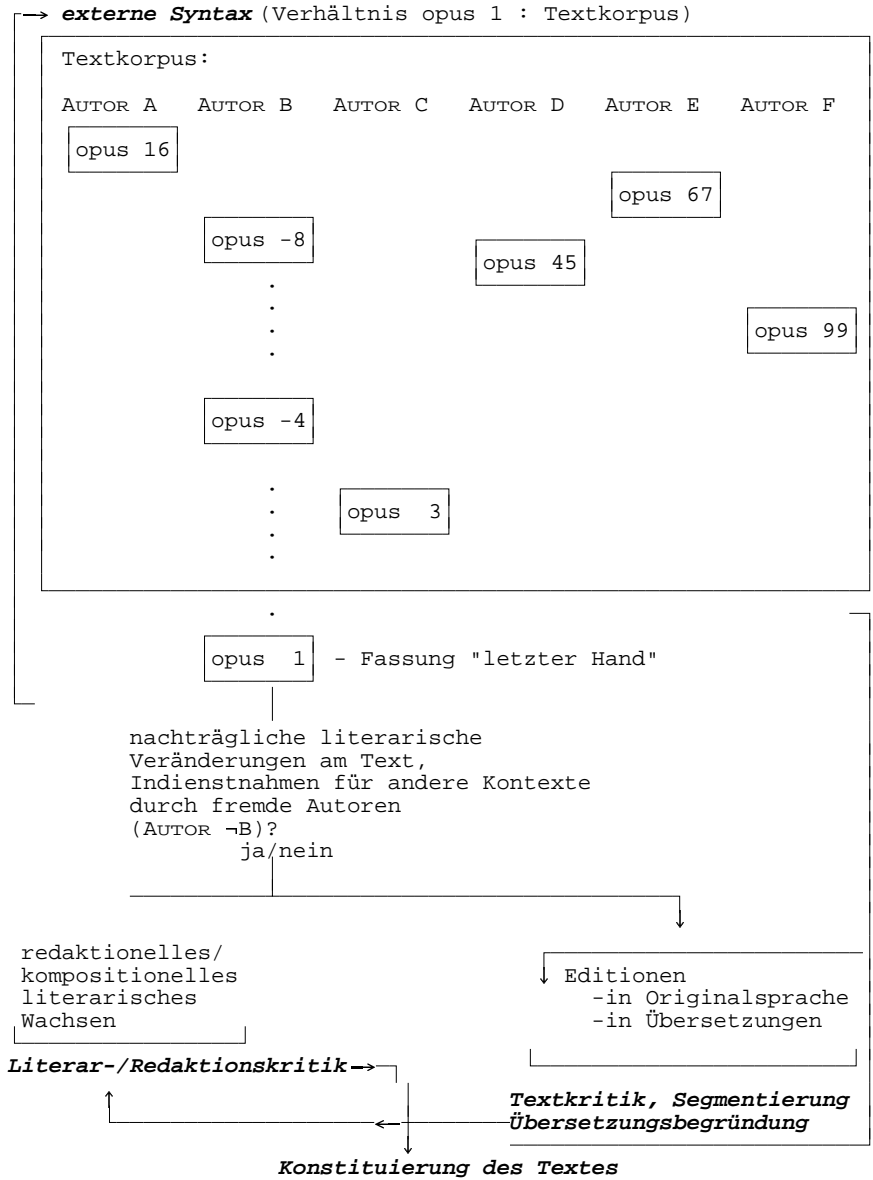 externe Syntax (Verhältnis opus 1 : Textkorpus)
Textkorpus:
AUTOR A AUTOR B AUTOR C AUTOR D AUTOR E AUTOR F
opus 16
opus 67
opus -8
opus 45
opus 99
opus -4
opus 3
opus 1 - Fassung "letzter Hand"
nachträgliche literarische
Veränderungen am Text,
Indienstnahmen für andere Kontexte
durch fremde Autoren
(AUTOR ¬B)?
ja/nein
redaktionelles/
kompositionelles
literarisches
Wachsen
Editionen
-in Originalsprache
-in Übersetzungen
Literar-/Redaktionskritik
Textkritik, Segmentierung
Übersetzungsbegründung
Konstituierung des Textes